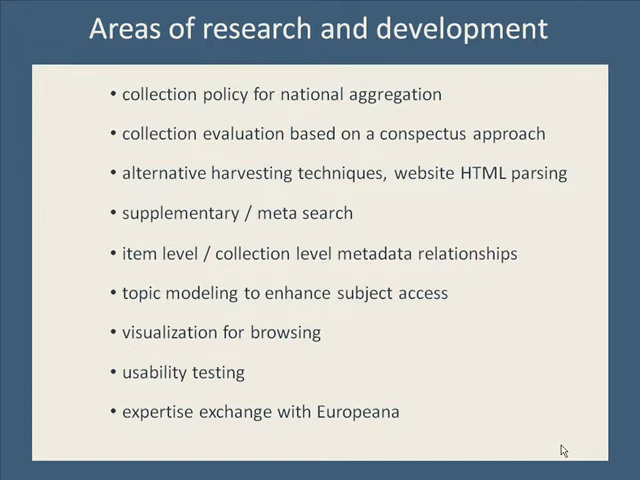 Areas of research and development
• collection policy for national aggregation
• collection evaluation based on a conspectus approach
• alternative harvesting techniques, website HTML parsing
• supplementary / meta search
• item level / collection level metadata relationships
• topic modeling to enhance subject access
• visualization for browsing
• usability testing
• expertise exchange with Europeana